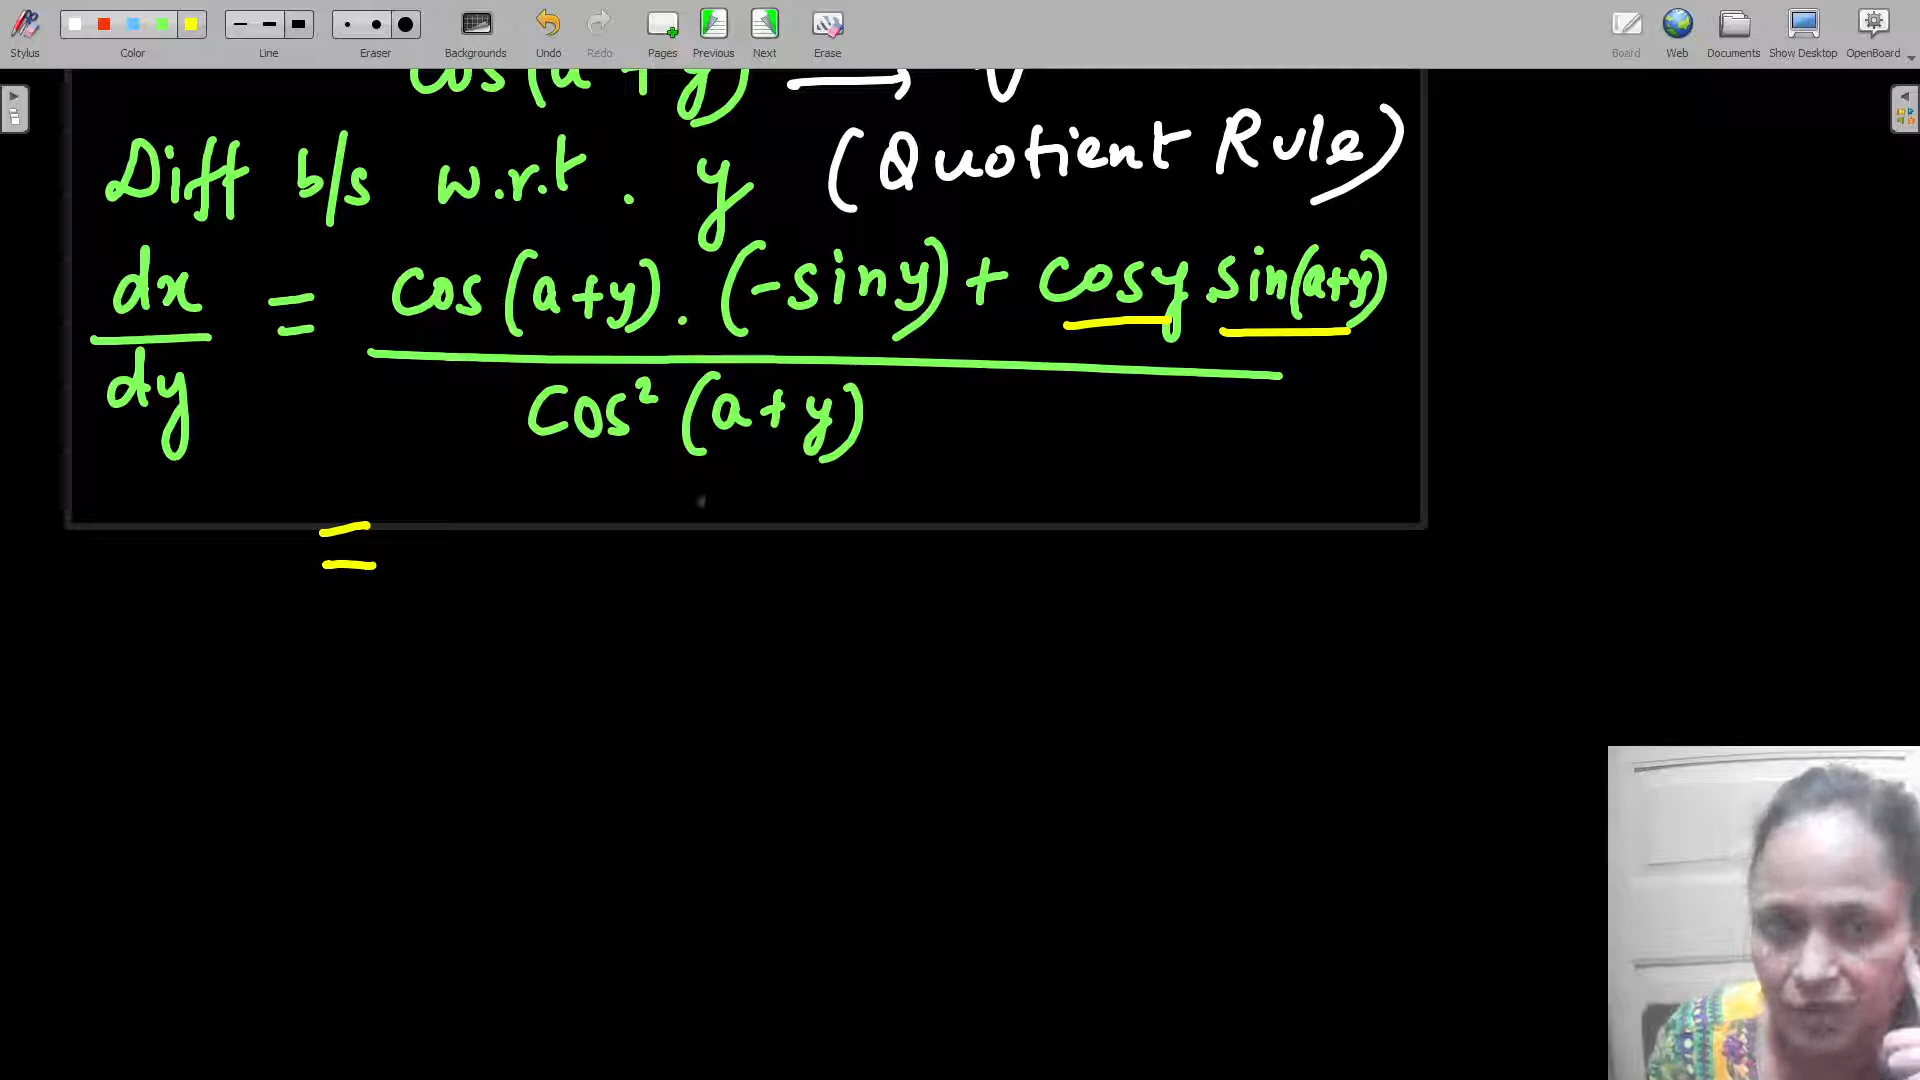 Stylus Color Line Eraser Backgrounds Undo Redo Pages Previous Next Erase Board Web Documents Show Desktop OpenBoard
cos(a+y) → v
Diff b/s w.r.t. y (Quotient Rule)
dx/dy = cos(a+y).(-siny)+ cosy sin(a+y)
cos² (a+y)
=